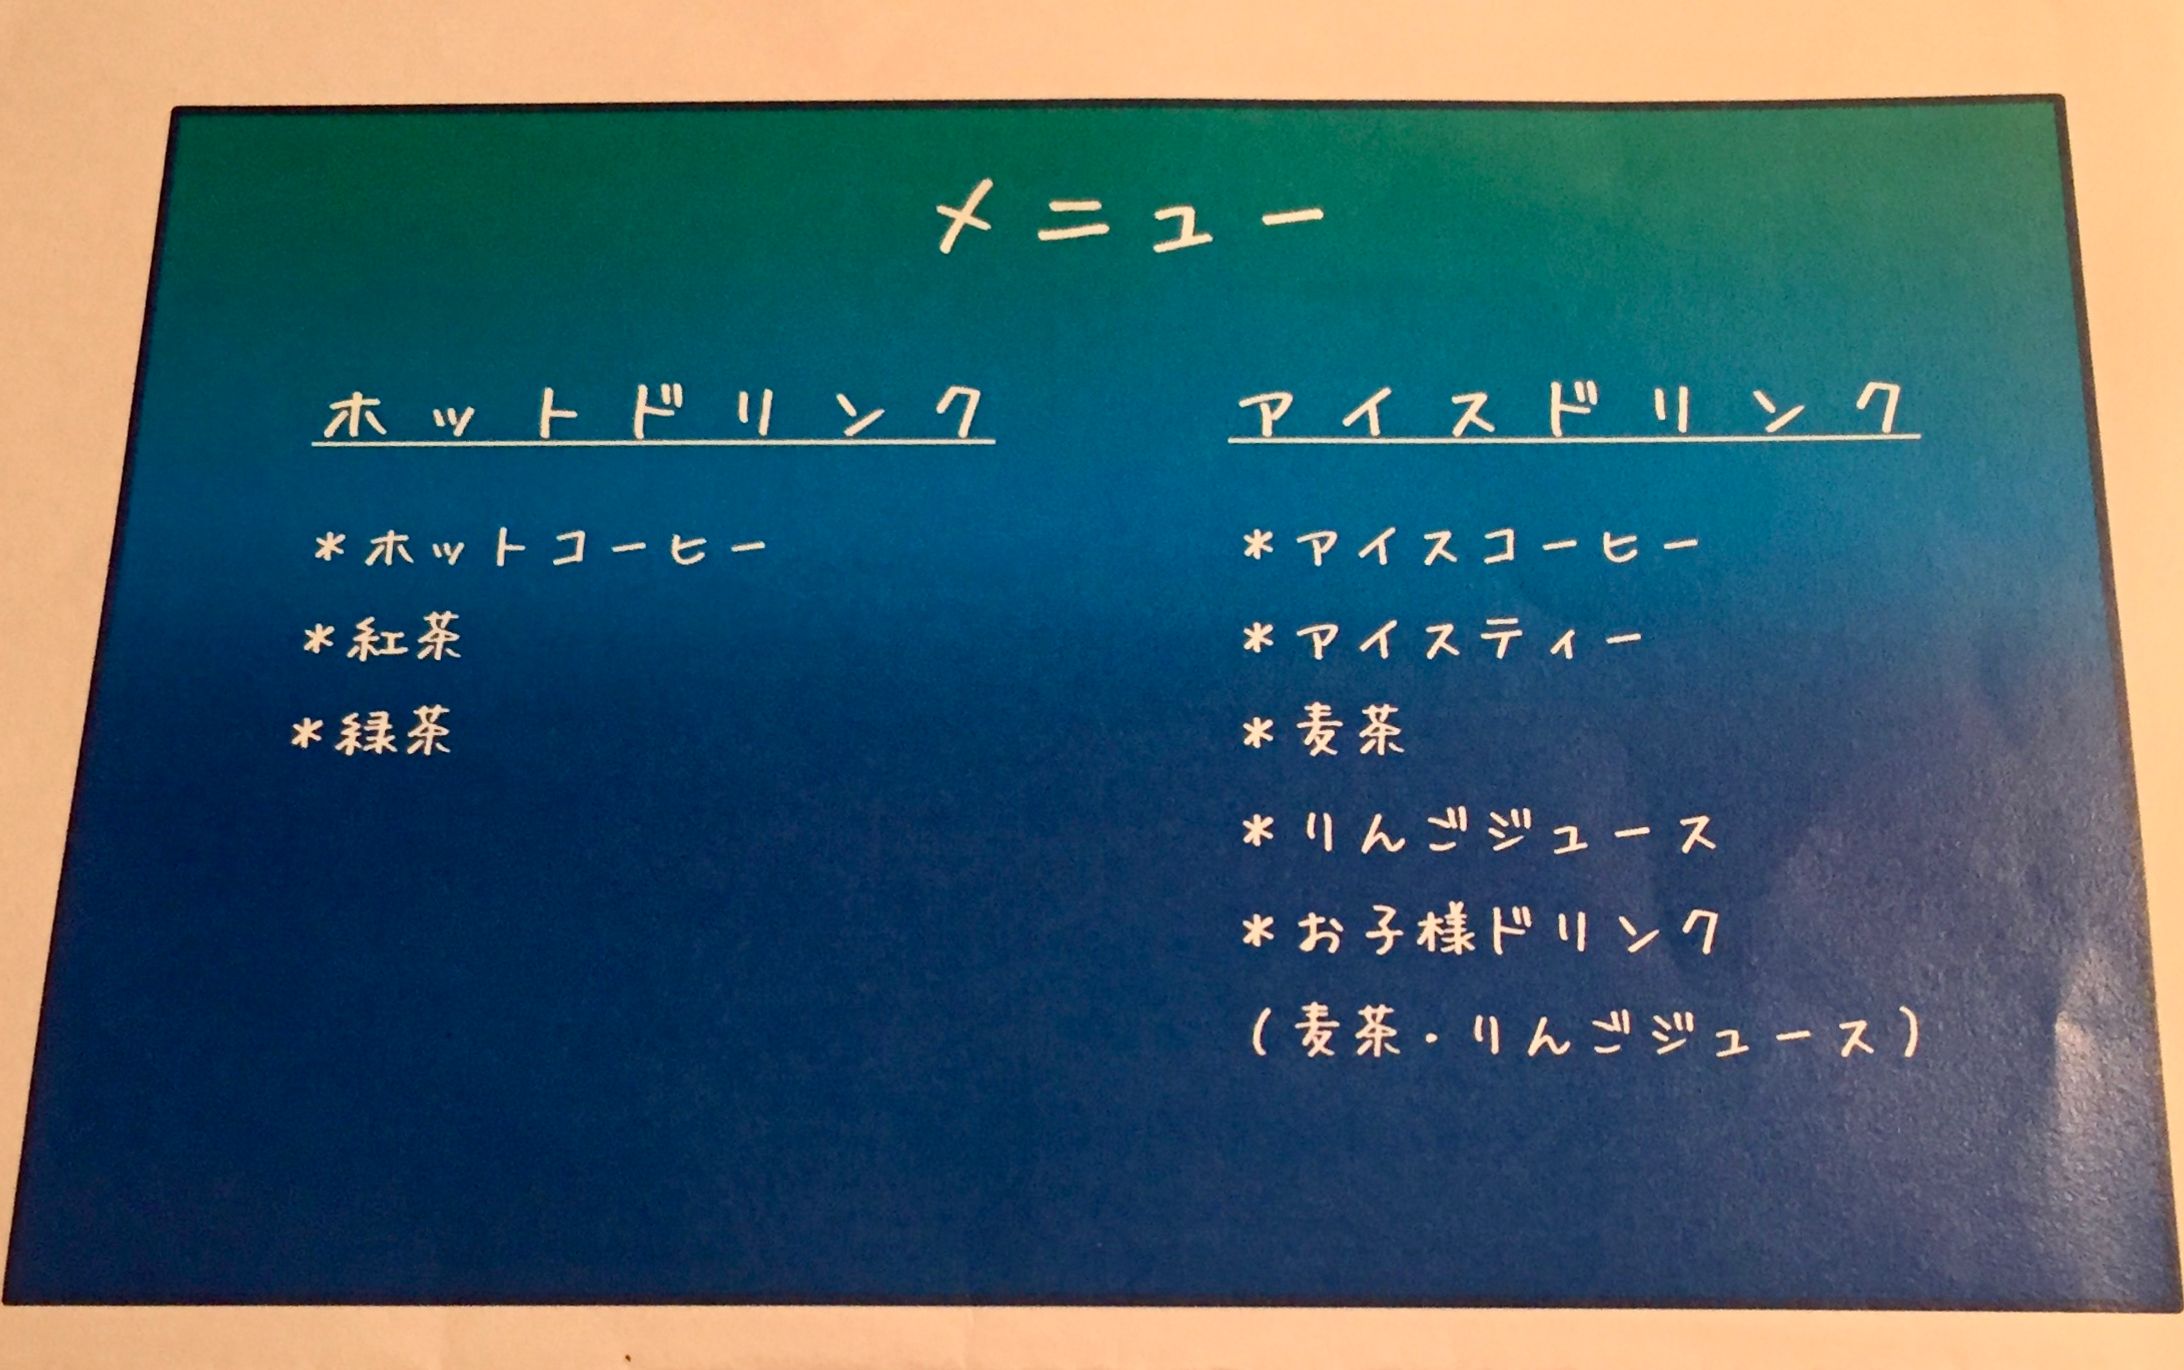 メニュー
ホットドリンク
*ホットコーヒー
*紅茶
*緑茶
アイスドリンク
*アイスコーヒー
*アイスティー
*麦茶
*りんごジュース
*お子様ドリンク
(麦茶・りんごジュース)